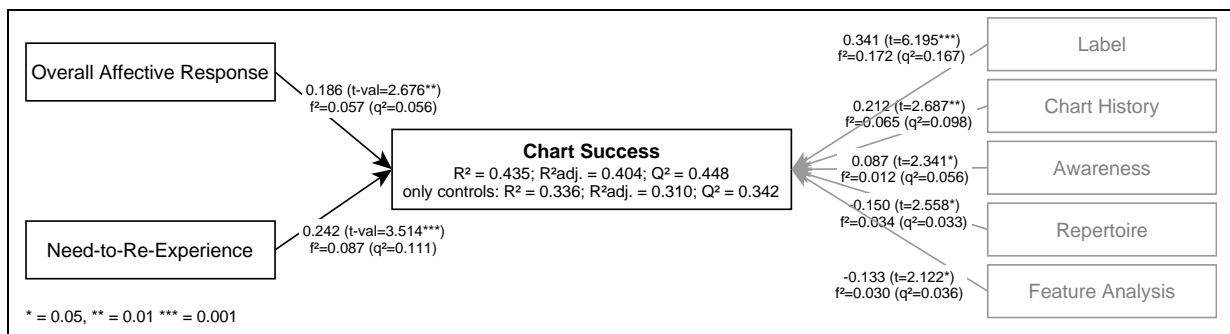 Overall Affective Response
0.186 (t-val=2.676**)
f²=0.057 (q²=0.056)
Need-to-Re-Experience
0.242 (t-val=3.514***)
f²=0.087 (q²=0.111)
* = 0.05, ** = 0.01 *** = 0.001
Chart Success
R² = 0.435; R²adj. = 0.404; Q² = 0.448
only controls: R² = 0.336; R²adj. = 0.310; Q² = 0.342
0.341 (t=6.195***)
f²=0.172 (q²=0.167)
Label
0.212 (t=2.687**)
f²=0.065 (q²=0.098)
Chart History
0.087 (t=2.341*)
f²=0.012 (q²=0.056)
Awareness
-0.150 (t=2.558*)
f²=0.034 (q²=0.033)
Repertoire
-0.133 (t=2.122*)
f²=0.030 (q²=0.036)
Feature Analysis